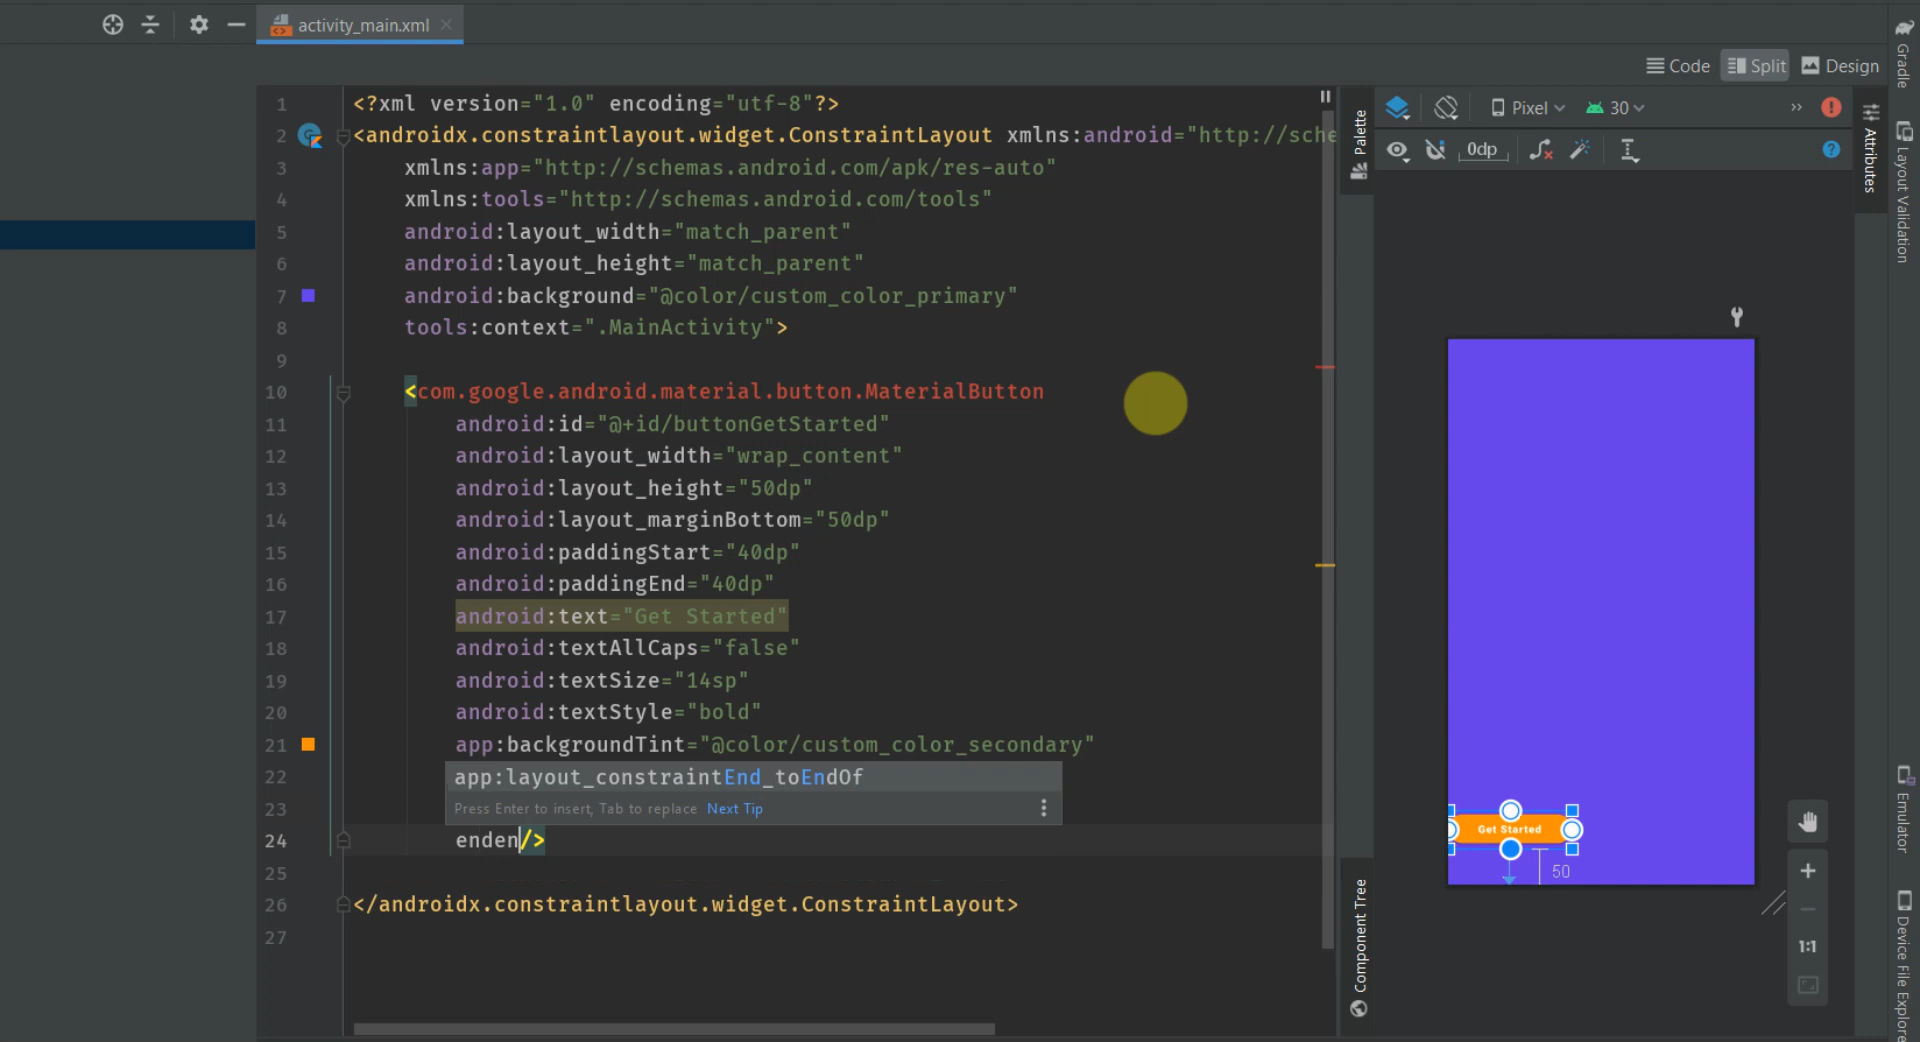 activity_main.xml
Code
Split
Design
1 <?xml version="1.0" encoding="utf-8"?>
2 <androidx.constraintlayout.widget.ConstraintLayout xmlns:android="http://sche
3 xmlns:app="http://schemas.android.com/apk/res-auto"
4 xmlns:tools="http://schemas.android.com/tools"
5 android:layout_width="match_parent"
6 android:layout_height="match_parent"
7 android:background="@color/custom_color_primary"
8 tools:context=".MainActivity">
9
10 <com.google.android.material.button.MaterialButton
11 android:id="@+id/buttonGetStarted"
12 android:layout_width="wrap_content"
13 android:layout_height="50dp"
14 android:layout_marginBottom="50dp"
15 android:paddingStart="40dp"
16 android:paddingEnd="40dp"
17 android:text="Get Started"
18 android:textAllCaps="false"
19 android:textSize="14sp"
20 android:textStyle="bold"
21 app:backgroundTint="@color/custom_color_secondary"
22 app:layout_constraintEnd_toEndOf
23 Press Enter to insert, Tab to replace Next Tip
24 enden/>
25
26 </androidx.constraintlayout.widget.ConstraintLayout>
27
Palette
Component Tree
Pixel
30
0dp
Get Started
50
1:1
Attributes
Gradle
Layout Validation
Emulator
Device File Explore